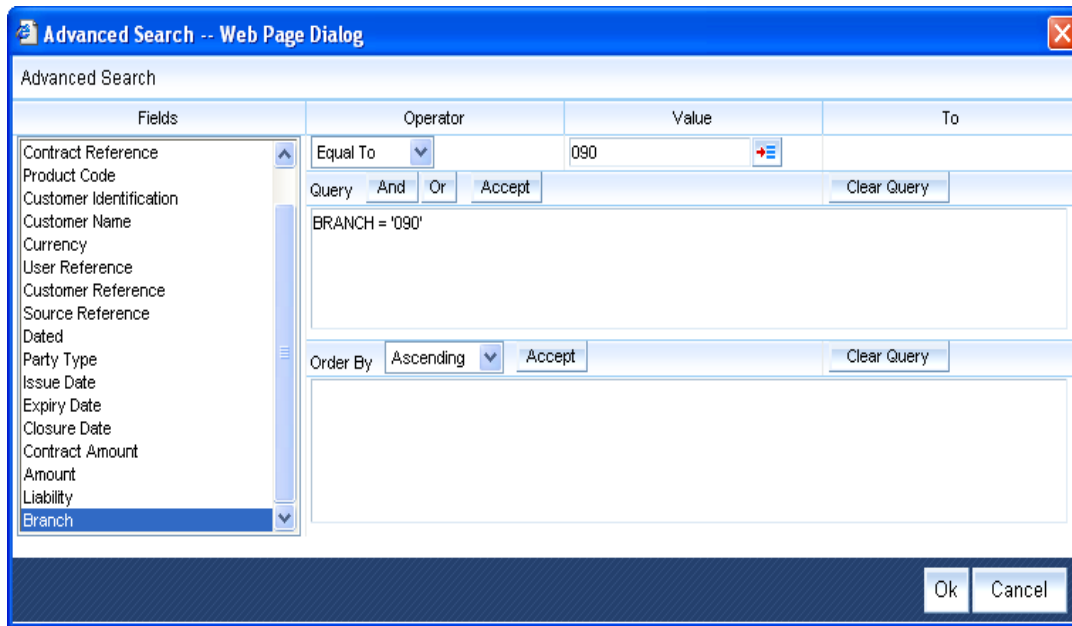 Advanced Search -- Web Page Dialog
Advanced Search
Fields Operator Value To
Contract Reference
Product Code
Customer Identification
Customer Name
Currency
User Reference
Customer Reference
Source Reference
Dated
Party Type
Issue Date
Expiry Date
Closure Date
Contract Amount
Amount
Liability
Branch
Equal To 090
Query And Or Accept Clear Query
BRANCH = '090'
Order By Ascending Accept Clear Query
Ok Cancel